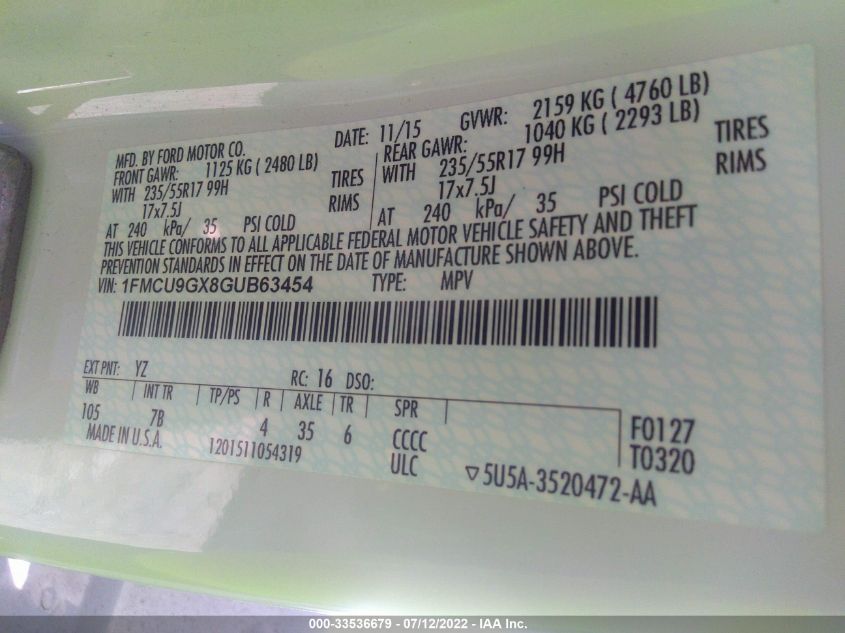 MFD. BY FORD MOTOR CO. DATE: 11/15 GVWR: 2159 KG ( 4760 LB)
FRONT GAWR: 1125 KG ( 2480 LB) REAR GAWR: 1040 KG ( 2293 LB)
WITH 235/55R17 99H TIRES WITH 235/55R17 99H TIRES
17x7.5J RIMS 17x7.5J RIMS
AT 240 kPa/ 35 PSI COLD AT 240 kPa/ 35 PSI COLD
THIS VEHICLE CONFORMS TO ALL APPLICABLE FEDERAL MOTOR VEHICLE SAFETY AND THEFT
PREVENTION STANDARDS IN EFFECT ON THE DATE OF MANUFACTURE SHOWN ABOVE.
VIN: 1FMCU9GX8GUB63454 TYPE: MPV
EXT PNT: YZ RC: 16 DSO:
WB INT TR TP/PS R AXLE TR SPR
105 7B 4 35 6 CCCC F0127
MADE IN U.S.A. 1201511054319 ULC T0320
▽5U5A-3520472-AA
000-33536679 - 07/12/2022 - IAA Inc.